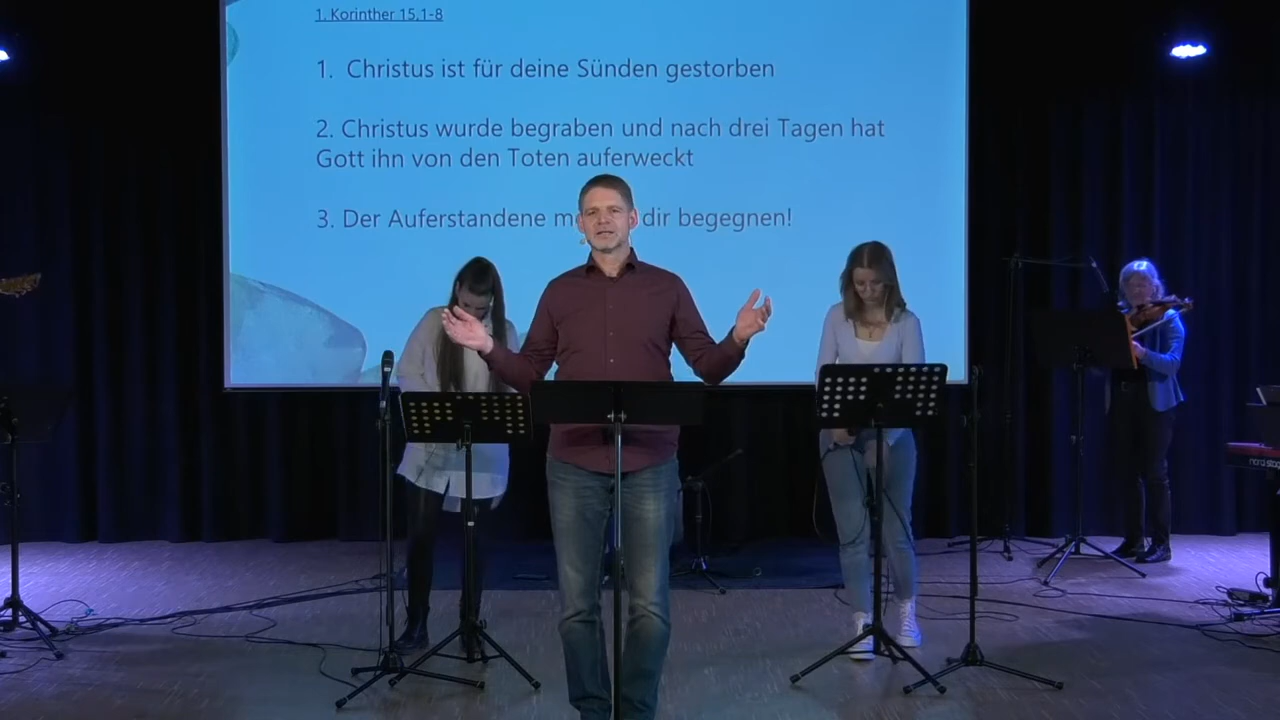 1. Korinther 15,1-8
1. Christus ist für deine Sünden gestorben
2. Christus wurde begraben und nach drei Tagen hat
Gott ihn von den Toten auferweckt
3. Der Auferstandene dir begegnen!
nord